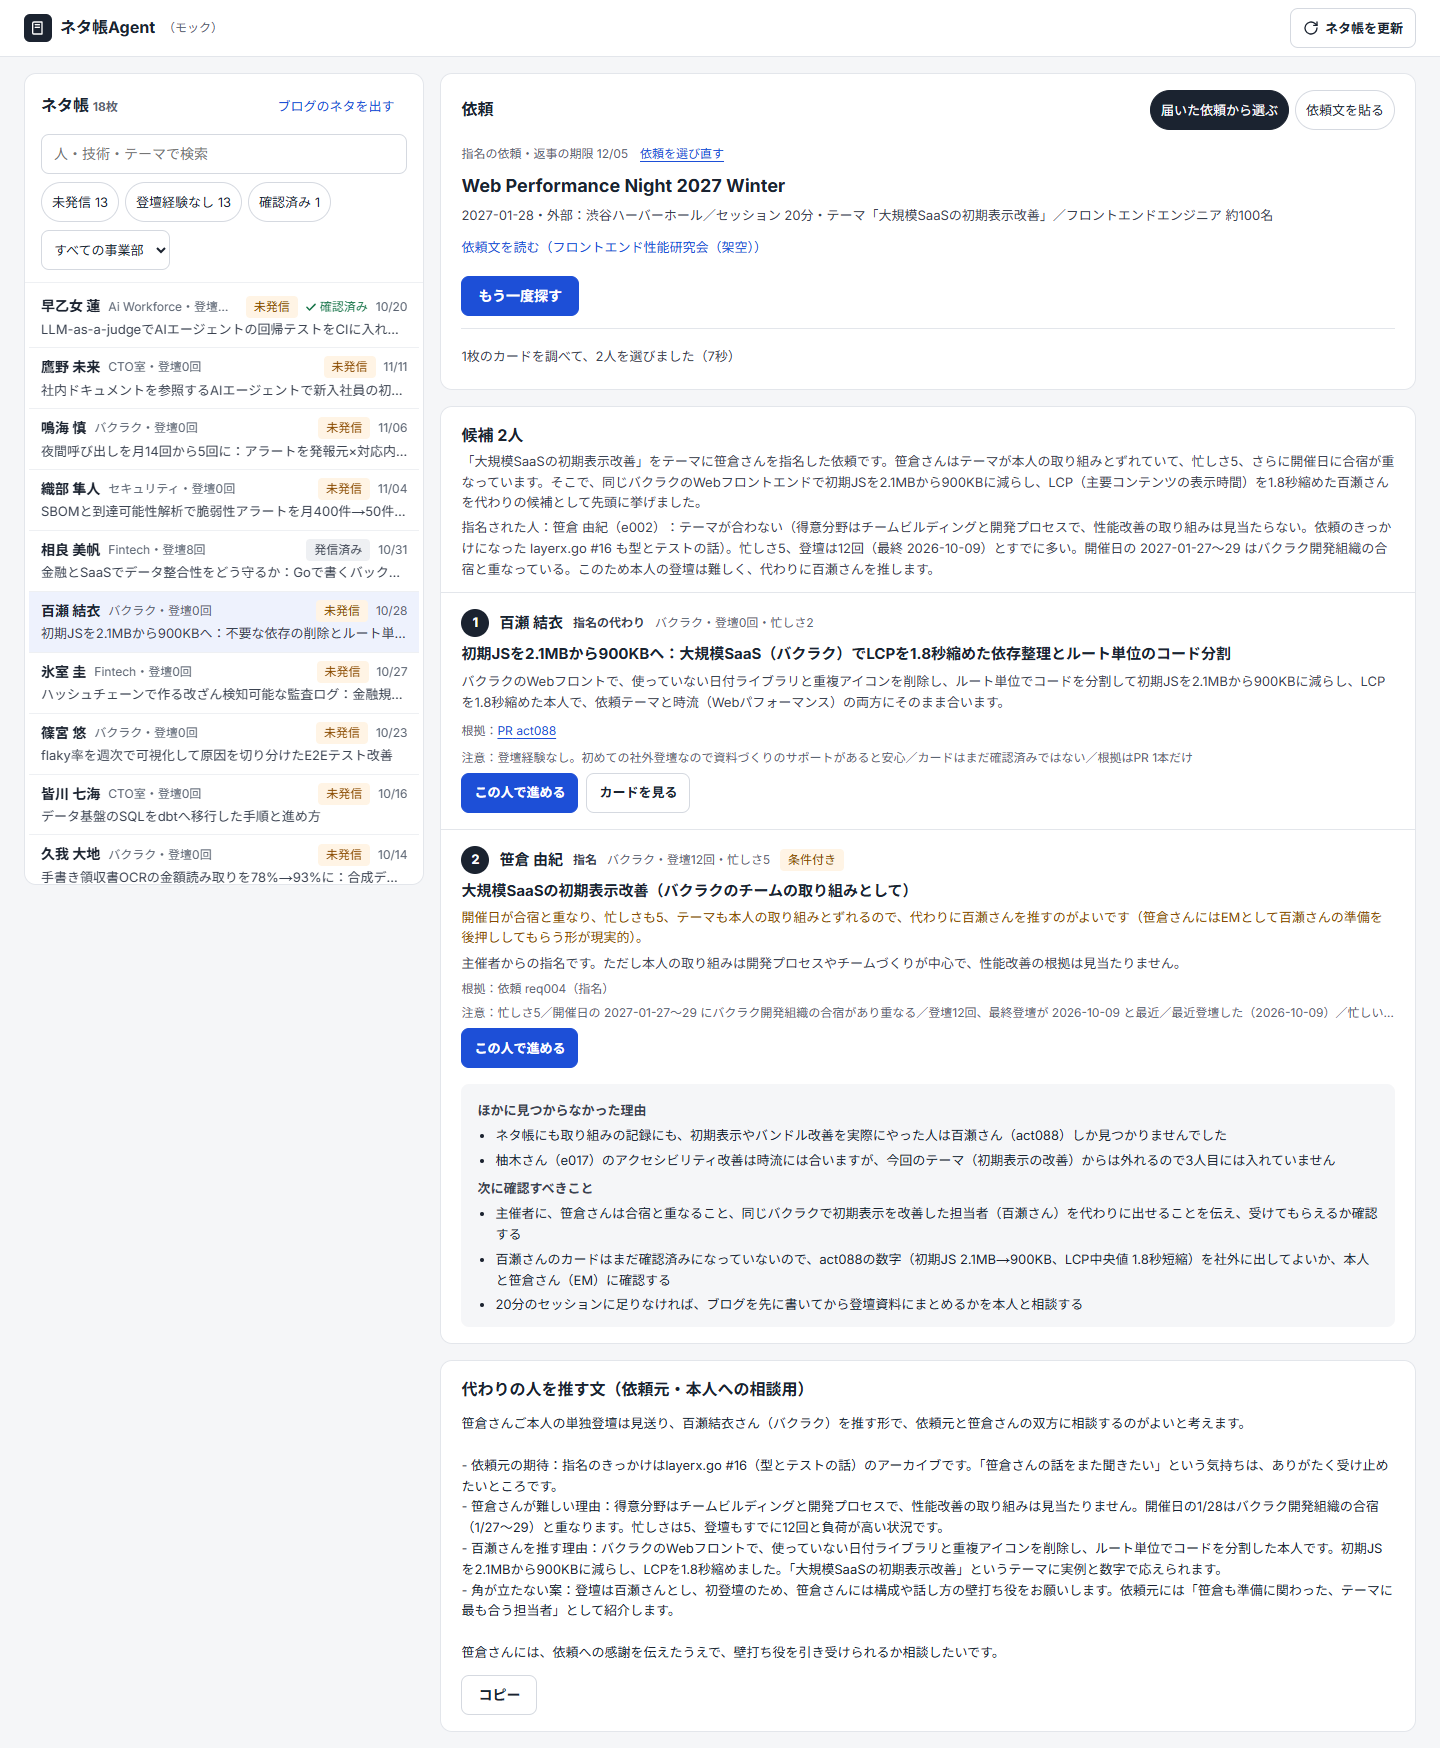 ネタ帳Agent （モック）
ネタ帳を更新
ネタ帳 18枚
ブログのネタを出す
人・技術・テーマで検索
未発信 13
登壇経験なし 13
確認済み 1
すべての事業部
早乙女 蓮 Ai Workforce・登壇... 未発信 ✓ 確認済み 10/20
LLM-as-a-judgeでAIエージェントの回帰テストをCIに入れ...
鷹野 未来 CTO室・登壇0回 未発信 11/11
社内ドキュメントを参照するAIエージェントで新入社員の初...
鳴海 慎 バクラク・登壇0回 未発信 11/06
夜間呼び出しを月14回から5回に：アラートを発報元×対応内...
織部 隼人 セキュリティ・登壇0回 未発信 11/04
SBOMと到達可能性解析で脆弱性アラートを月400件→50件...
相良 美帆 Fintech・登壇8回 発信済み 10/31
金融とSaaSでデータ整合性をどう守るか：Goで書くバック...
百瀬 結衣 バクラク・登壇0回 未発信 10/28
初期JSを2.1MBから900KBへ：不要な依存の削除とルート単...
氷室 圭 Fintech・登壇0回 未発信 10/27
ハッシュチェーンで作る改ざん検知可能な監査ログ：金融規...
篠宮 悠 バクラク・登壇0回 未発信 10/23
flaky率を週次で可視化して原因を切り分けたE2Eテスト改善
皆川 七海 CTO室・登壇0回 未発信 10/16
データ基盤のSQLをdbtへ移行した手順と進め方
久我 大地 バクラク・登壇0回 未発信 10/14
手書き領収書OCRの金額読み取りを78%→93%に：合成デ...
依頼
届いた依頼から選ぶ
依頼文を貼る
指名の依頼・返事の期限 12/05 依頼を選び直す
Web Performance Night 2027 Winter
2027-01-28・外部：渋谷ハーバーホール／セッション 20分・テーマ「大規模SaaSの初期表示改善」／フロントエンドエンジニア 約100名
依頼文を読む（フロントエンド性能研究会（架空））
もう一度探す
1枚のカードを調べて、2人を選びました（7秒）
候補 2人
「大規模SaaSの初期表示改善」をテーマに笹倉さんを指名した依頼です。笹倉さんはテーマが本人の取り組みとずれていて、忙しさ5、さらに開催日に合宿が重
なっています。そこで、同じバクラクのWebフロントエンドで初期JSを2.1MBから900KBに減らし、LCP（主要コンテンツの表示時間）を1.8秒縮めた百瀬さん
を代わりの候補として先頭に挙げました。
指名された人：笹倉 由紀（e002）：テーマが合わない（得意分野はチームビルディングと開発プロセスで、性能改善の取り組みは見当たらない。依頼のきっか
けになった layerx.go #16 も型とテストの話）。忙しさ5、登壇は12回（最終 2026-10-09）とすでに多い。開催日の 2027-01-27〜29 はバクラク開発組織の合
宿と重なっている。このため本人の登壇は難しく、代わりに百瀬さんを推します。
1 百瀬 結衣 指名の代わり バクラク・登壇0回・忙しさ2
初期JSを2.1MBから900KBへ：大規模SaaS（バクラク）でLCPを1.8秒縮めた依存整理とルート単位のコード分割
バクラクのWebフロントで、使っていない日付ライブラリと重複アイコンを削除し、ルート単位でコードを分割して初期JSを2.1MBから900KBに減らし、LCP
を1.8秒縮めた本人で、依頼テーマと時流（Webパフォーマンス）の両方にそのまま合います。
根拠：PR act088
注意：登壇経験なし。初めての社外登壇なので資料づくりのサポートがあると安心／カードはまだ確認済みではない／根拠はPR 1本だけ
この人で進める
カードを見る
2 笹倉 由紀 指名 バクラク・登壇12回・忙しさ5 条件付き
大規模SaaSの初期表示改善（バクラクのチームの取り組みとして）
開催日が合宿と重なり、忙しさも5、テーマも本人の取り組みとずれるので、代わりに百瀬さんを推すのがよいです（笹倉さんにはEMとして百瀬さんの準備を
後押ししてもらう形が現実的）。
主催者からの指名です。ただし本人の取り組みは開発プロセスやチームづくりが中心で、性能改善の根拠は見当たりません。
根拠：依頼 req004（指名）
注意：忙しさ5／開催日の 2027-01-27〜29 にバクラク開発組織の合宿があり重なる／登壇12回、最終登壇が 2026-10-09 と最近／最近登壇した（2026-10-09）／忙しい...
この人で進める
ほかに見つからなかった理由
• ネタ帳にも取り組みの記録にも、初期表示やバンドル改善を実際にやった人は百瀬さん（act088）しか見つかりませんでした
• 柚木さん（e017）のアクセシビリティ改善は時流には合いますが、今回のテーマ（初期表示の改善）からは外れるので3人目には入れていません
次に確認すべきこと
• 主催者に、笹倉さんは合宿と重なること、同じバクラクで初期表示を改善した担当者（百瀬さん）を代わりに出せることを伝え、受けてもらえるか確認
する
• 百瀬さんのカードはまだ確認済みになっていないので、act088の数字（初期JS 2.1MB→900KB、LCP中央値 1.8秒短縮）を社外に出してよいか、本人
と笹倉さん（EM）に確認する
• 20分のセッションに足りなければ、ブログを先に書いてから登壇資料にまとめるかを本人と相談する
代わりの人を推す文（依頼元・本人への相談用）
笹倉さんご本人の単独登壇は見送り、百瀬結衣さん（バクラク）を推す形で、依頼元と笹倉さんの双方に相談するのがよいと考えます。
- 依頼元の期待：指名のきっかけはlayerx.go #16（型とテストの話）のアーカイブです。「笹倉さんの話をまた聞きたい」という気持ちは、ありがたく受け止め
たいところです。
- 笹倉さんが難しい理由：得意分野はチームビルディングと開発プロセスで、性能改善の取り組みは見当たりません。開催日の1/28はバクラク開発組織の合宿
（1/27〜29）と重なります。忙しさは5、登壇もすでに12回と負荷が高い状況です。
- 百瀬さんを推す理由：バクラクのWebフロントで、使っていない日付ライブラリと重複アイコンを削除し、ルート単位でコードを分割した本人です。初期JS
を2.1MBから900KBに減らし、LCPを1.8秒縮めました。「大規模SaaSの初期表示改善」というテーマに実例と数字で応えられます。
- 角が立たない案：登壇は百瀬さんとし、初登壇のため、笹倉さんには構成や話し方の壁打ち役をお願いします。依頼元には「笹倉も準備に関わった、テーマに
最も合う担当者」として紹介します。
笹倉さんには、依頼への感謝を伝えたうえで、壁打ち役を引き受けられるか相談したいです。
コピー